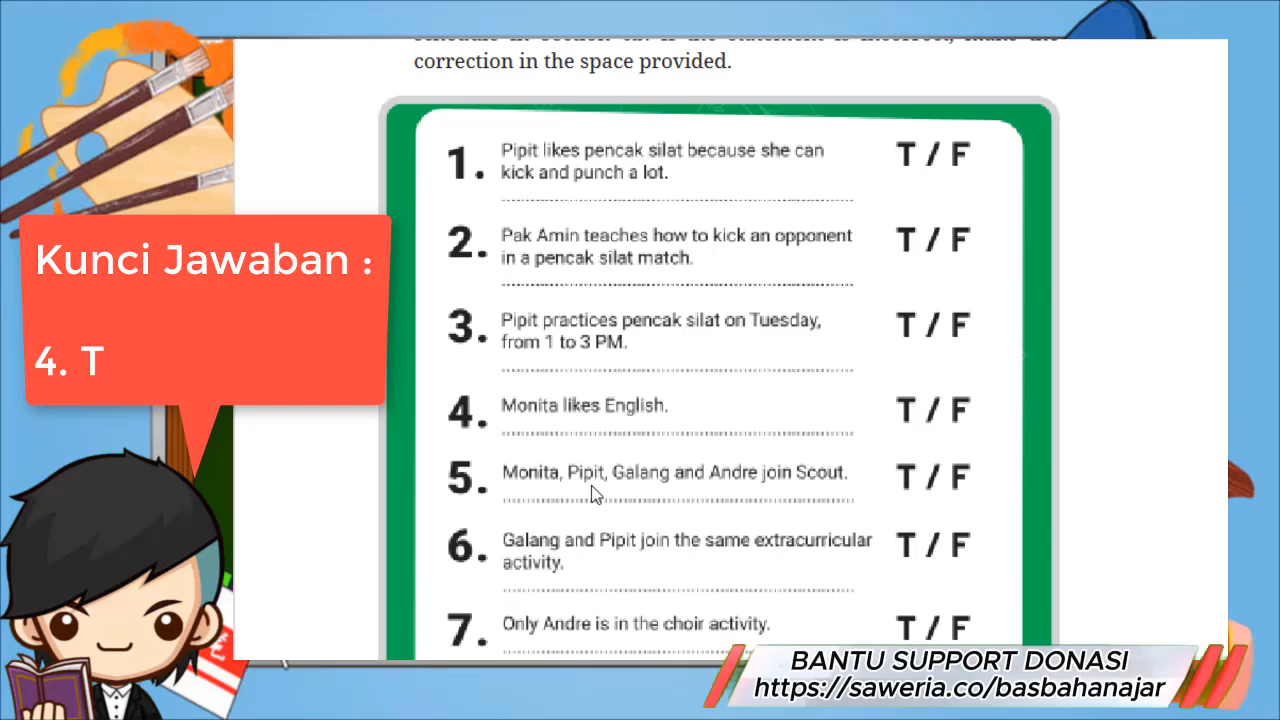 correction in the space provided.
1. Pipit likes pencak silat because she can T / F
kick and punch a lot.
2. Pak Amin teaches how to kick an opponent T / F
in a pencak silat match.
3. Pipit practices pencak silat on Tuesday, T / F
from 1 to 3 PM.
4. Monita likes English. T / F
5. Monita, Pipit, Galang and Andre join Scout. T / F
6. Galang and Pipit join the same extracurricular T / F
activity.
7. Only Andre is in the choir activity. T / F
Kunci Jawaban :
4. T
BANTU SUPPORT DONASI
https://saweria.co/basbahanajar